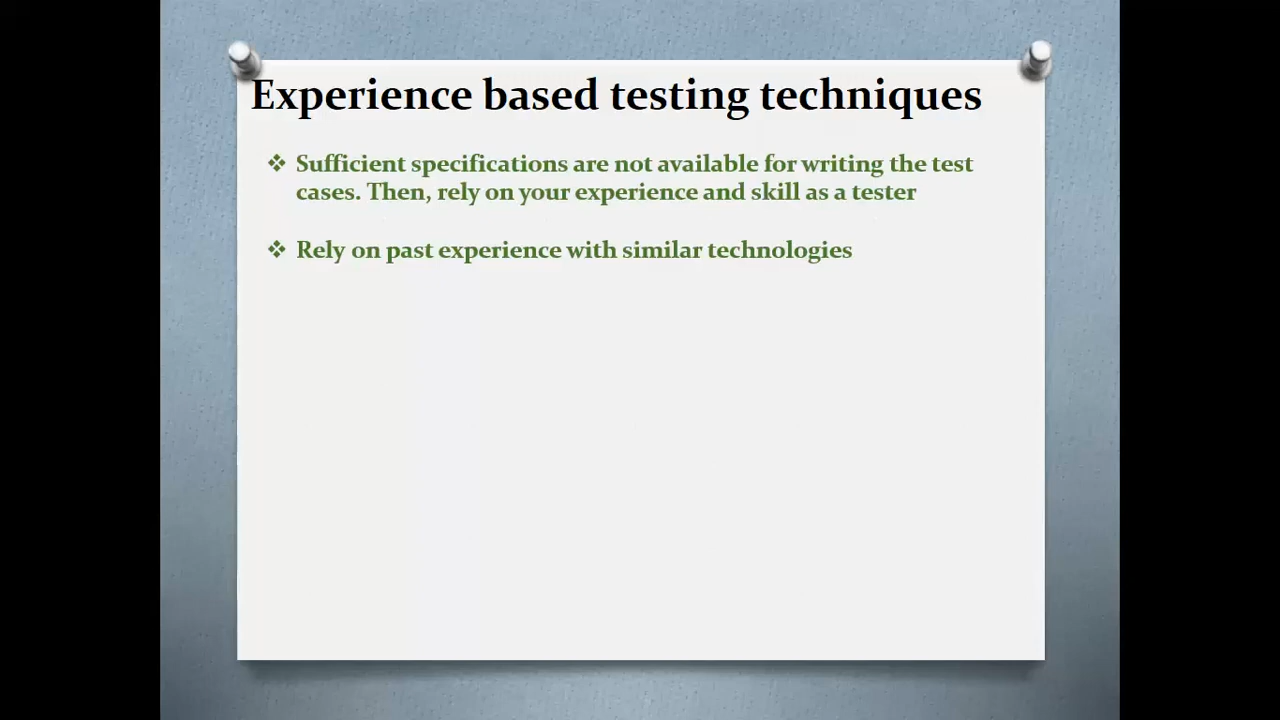 Experience based testing techniques
❖ Sufficient specifications are not available for writing the test
cases. Then, rely on your experience and skill as a tester
❖ Rely on past experience with similar technologies